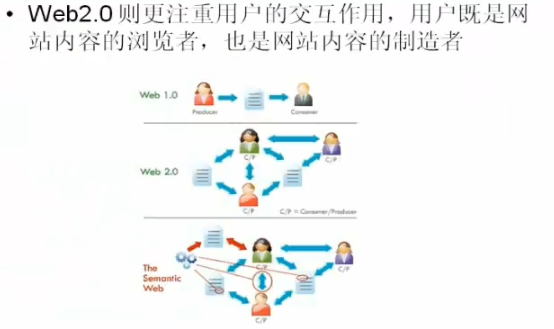 • Web2.0则更注重用户的交互作用，用户既是网
站内容的浏览者，也是网站内容的制造者
Web 1.0
Producer
Consumer
C/P
C/P
Web 2.0
C/P
C/P = Consumer/Producer
The
Semantic
Web
C/P
C/P
C/P